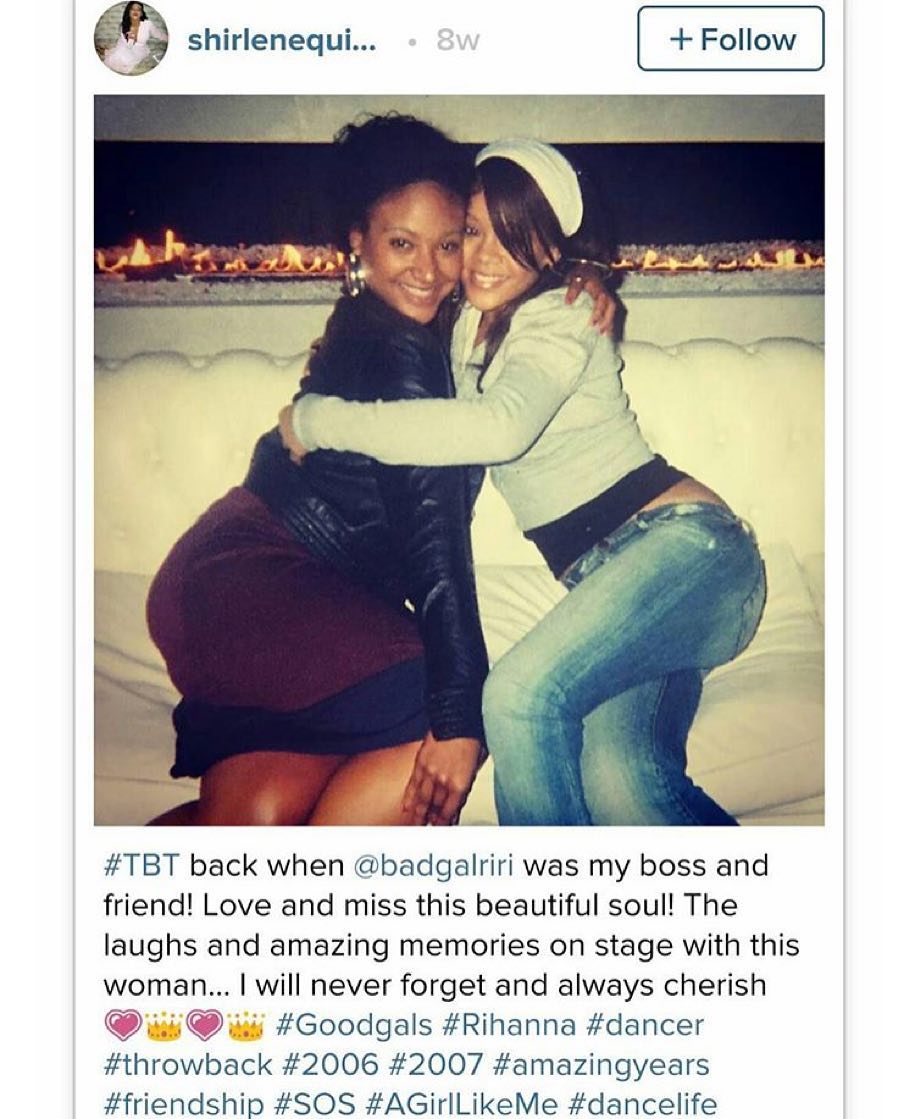 shirlenequi... • 8w
+ Follow
#TBT back when @badgalriri was my boss and
friend! Love and miss this beautiful soul! The
laughs and amazing memories on stage with this
woman... I will never forget and always cherish
💗👑💗👑 #Goodgals #Rihanna #dancer
#throwback #2006 #2007 #amazingyears
#friendship #SOS #AGirlLikeMe #dancelife